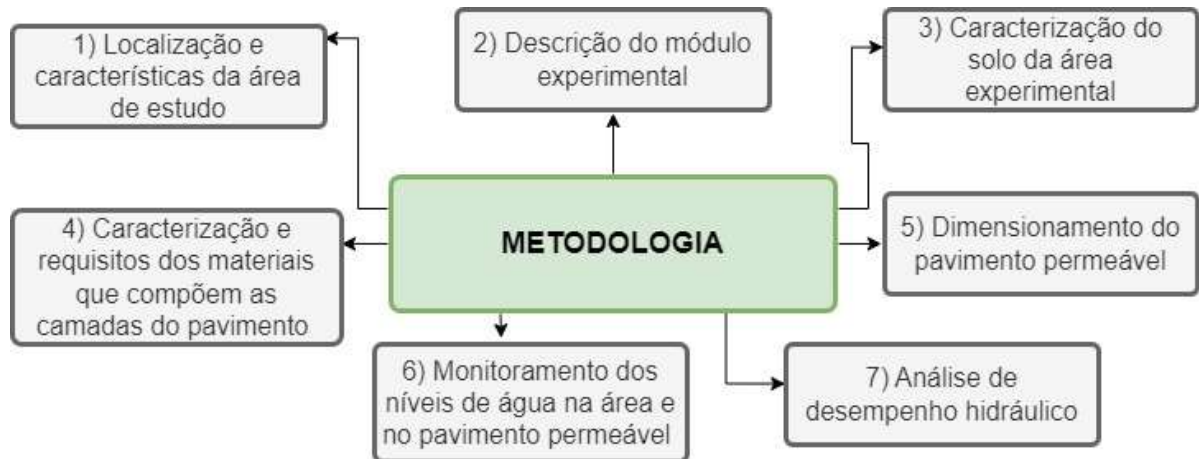 1) Localização e
características da área
de estudo
2) Descrição do módulo
experimental
3) Caracterização do
solo da área
experimental
METODOLOGIA
4) Caracterização e
requisitos dos materiais
que compõem as
camadas do pavimento
5) Dimensionamento do
pavimento permeável
6) Monitoramento dos
níveis de água na área e
no pavimento permeável
7) Análise de
desempenho hidráulico